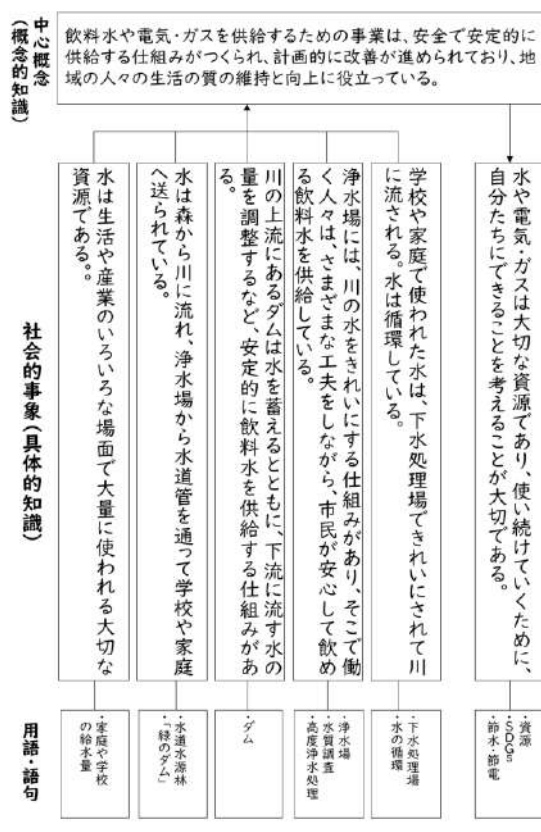 中心概念
(概念的知識)
飲料水や電気・ガスを供給するための事業は、安全で安定的に
供給する仕組みがつくられ、計画的に改善が進められており、地
域の人々の生活の質の維持と向上に役立っている。
社会的事象(具体的知識)
水は生活や産業のいろいろな場面で大量に使われる大切な
資源である。。
水は森から川に流れ、浄水場から水道管を通って学校や家庭
へ送られている。
川の上流にあるダムは水を蓄えるとともに、下流に流す水の
量を調整するなど、安定的に飲料水を供給する仕組みがあ
る。
浄水場には、川の水をきれいにする仕組みがあり、そこで働
く人々は、さまざまな工夫をしながら、市民が安心して飲め
る飲料水を供給している。
学校や家庭で使われた水は、下水処理場できれいにされて川
に流される。水は循環している。
水や電気・ガスは大切な資源であり、使い続けていくために、
自分たちにできることを考えることが大切である。
用語・語句
・家庭や学校
の給水量
・水道水源林
・「緑のダム」
・ダム
・浄水場
・水質調査
・高度浄水処理
・下水処理場
・水の循環
・資源
・SDGs
・節水・節電